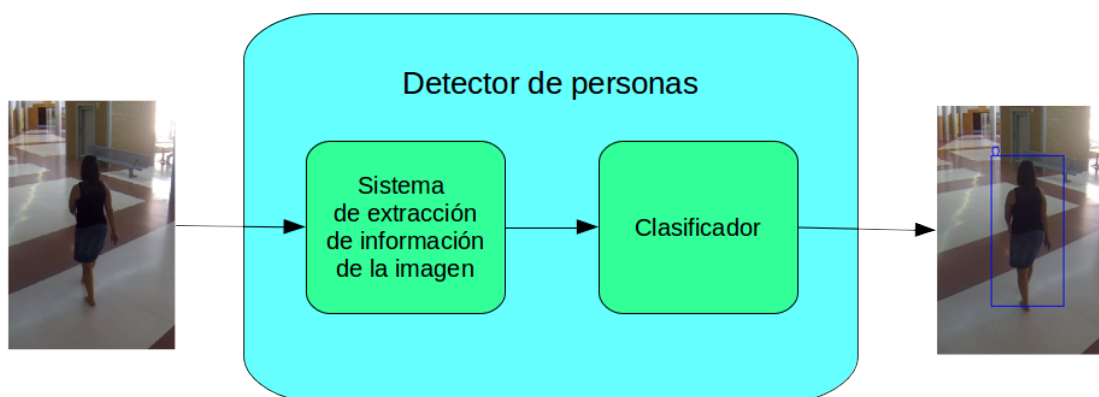 Detector de personas
Sistema
de extracción
de información
de la imagen
Clasificador